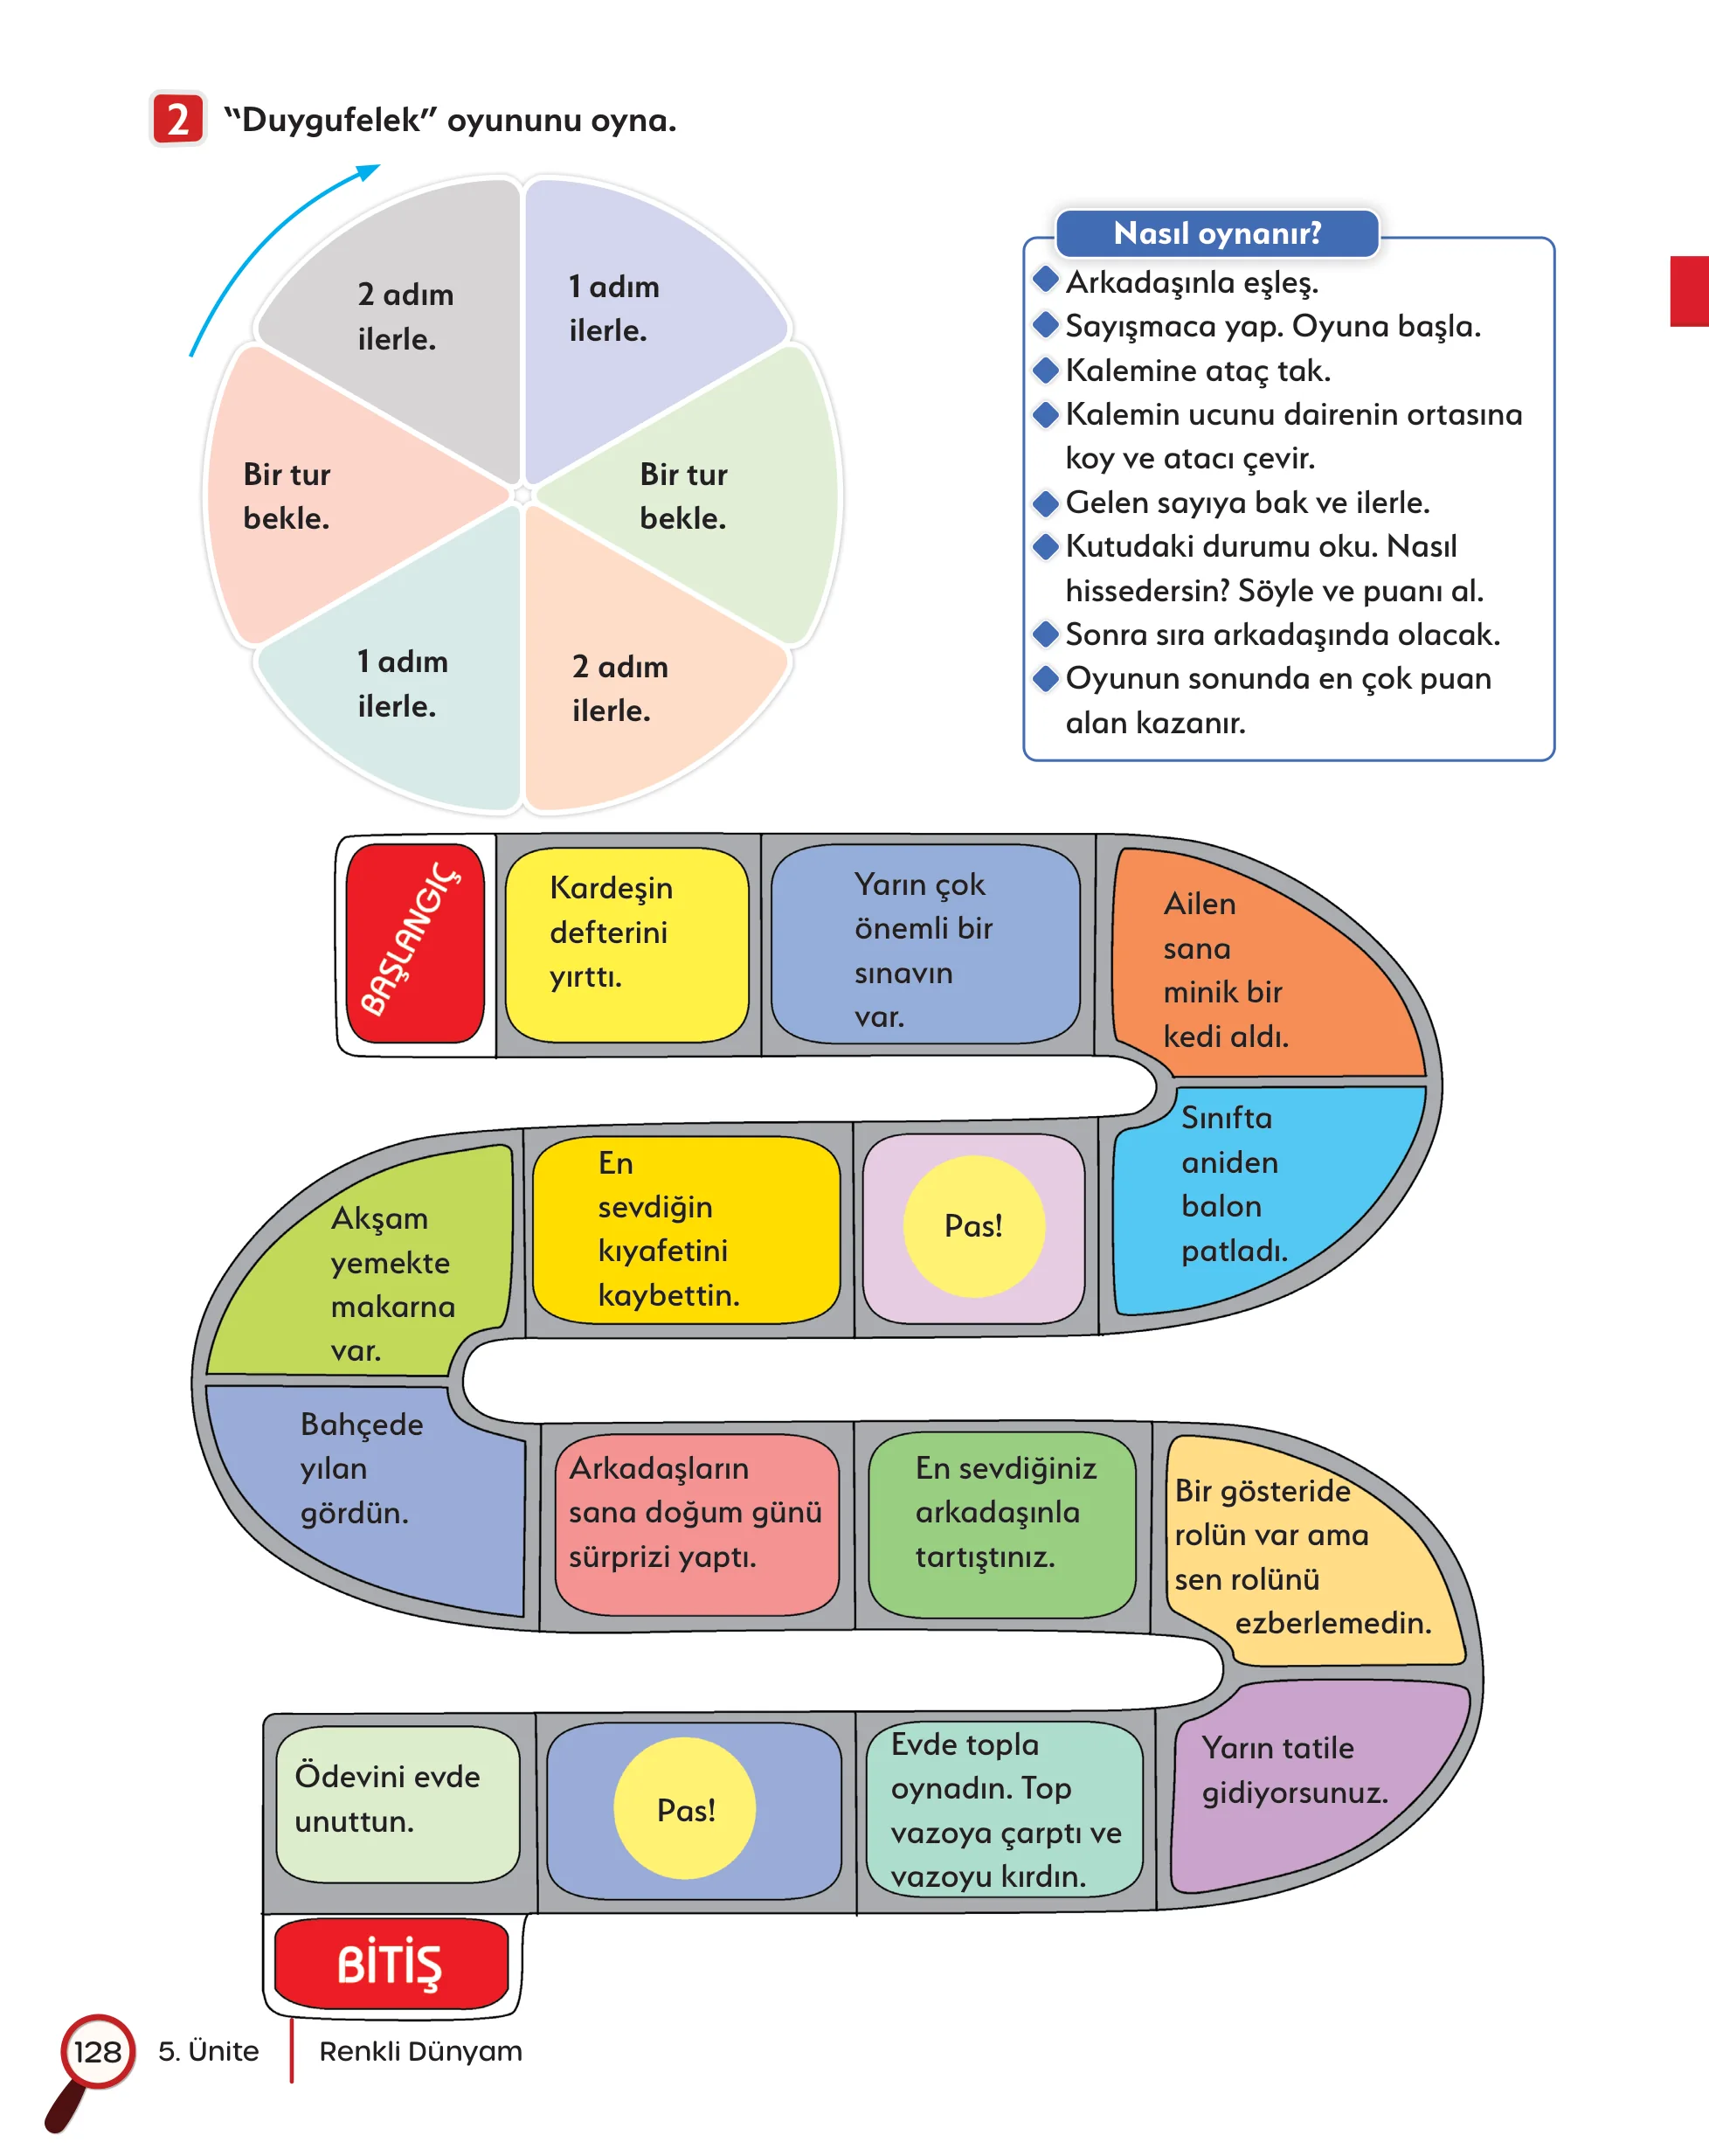 2 “Duygufelek” oyununu oyna.
2 adım
ilerle.
1 adım
ilerle.
Bir tur
bekle.
Bir tur
bekle.
1 adım
ilerle.
2 adım
ilerle.
Nasıl oynanır?
Arkadaşınla eşleş.
Sayışmaca yap. Oyuna başla.
Kalemine ataç tak.
Kalemin ucunu dairenin ortasına
koy ve atacı çevir.
Gelen sayıya bak ve ilerle.
Kutudaki durumu oku. Nasıl
hissedersin? Söyle ve puanı al.
Sonra sıra arkadaşında olacak.
Oyunun sonunda en çok puan
alan kazanır.
BAŞLANGIÇ
Kardeşin
defterini
yırttı.
Yarın çok
önemli bir
sınavın
var.
Ailen
sana
minik bir
kedi aldı.
Sınıfta
aniden
balon
patladı.
Pas!
En
sevdiğin
kıyafetini
kaybettin.
Akşam
yemekte
makarna
var.
Bahçede
yılan
gördün.
Arkadaşların
sana doğum günü
sürprizi yaptı.
En sevdiğiniz
arkadaşınla
tartıştınız.
Bir gösteride
rolün var ama
sen rolünü
ezberlemedin.
Yarın tatile
gidiyorsunuz.
Evde topla
oynadın. Top
vazoya çarptı ve
vazoyu kırdın.
Pas!
Ödevini evde
unuttun.
BİTİŞ
128 5. Ünite Renkli Dünyam